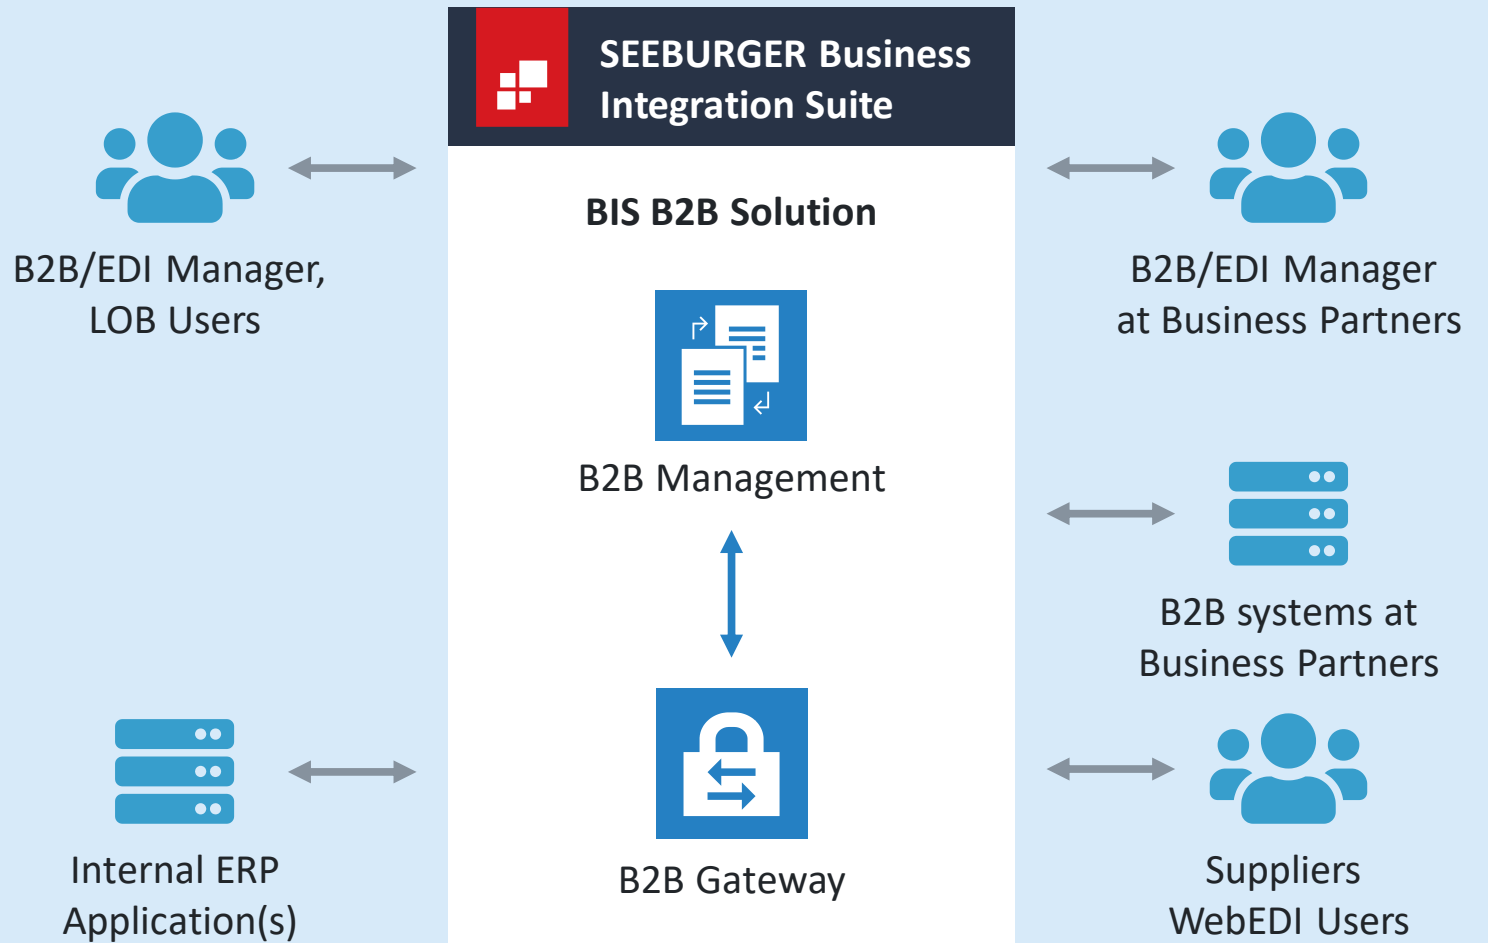 SEEBURGER Business
Integration Suite
BIS B2B Solution
B2B/EDI Manager,
LOB Users
B2B/EDI Manager
at Business Partners
B2B Management
B2B systems at
Business Partners
Internal ERP
Application(s)
B2B Gateway
Suppliers
WebEDI Users